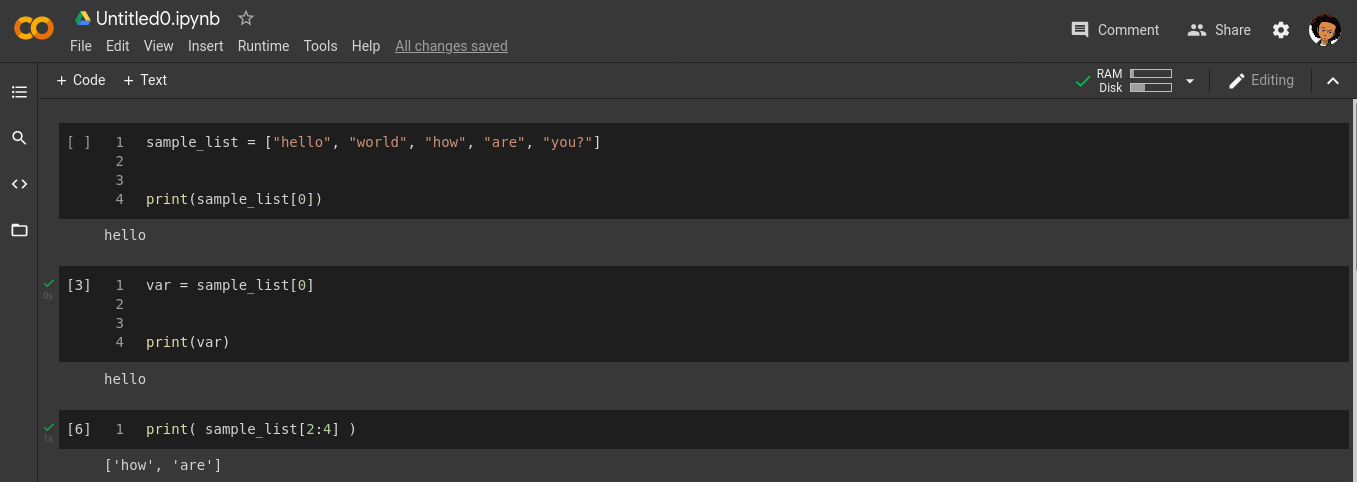 Untitled0.ipynb
File Edit View Insert Runtime Tools Help All changes saved
Comment Share
+ Code + Text
RAM
Disk
Editing
[ ] 1 sample_list = ["hello", "world", "how", "are", "you?"]
2
3
4 print(sample_list[0])
hello
[3] 1 var = sample_list[0]
0s
2
3
4 print(var)
hello
[6] 1 print( sample_list[2:4] )
1s
['how', 'are']